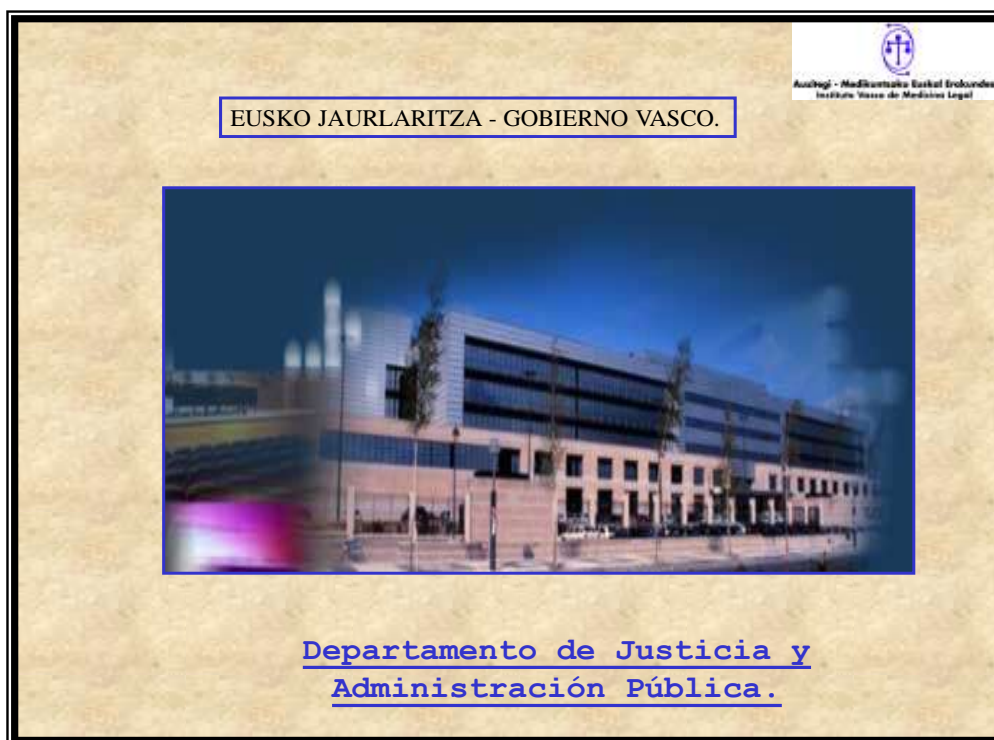 Auzitegi - Medikuntzako Euskal Erakundea
Instituto Vasco de Medicina Legal
EUSKO JAURLARITZA - GOBIERNO VASCO.
Departamento de Justicia y
Administración Pública.